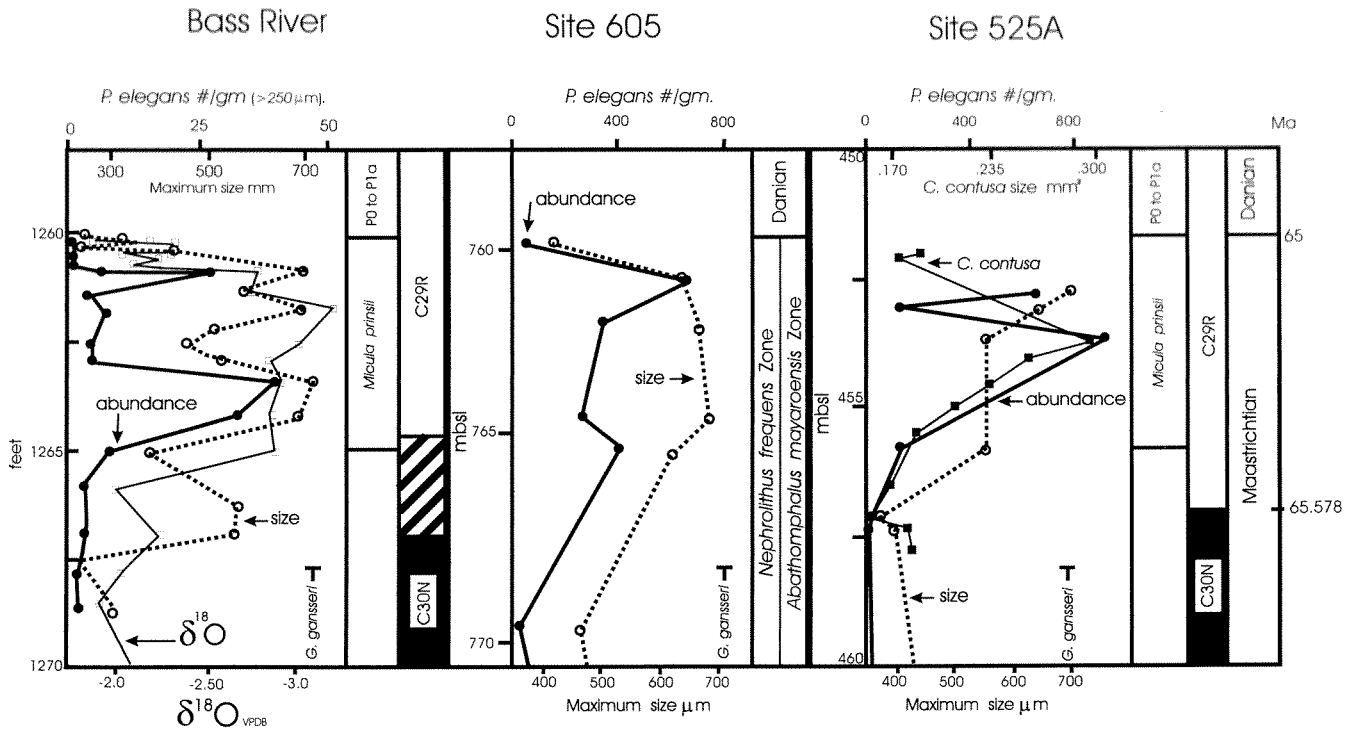 Bass River
Site 605
Site 525A
P. elegans #/gm (>250 μm).
P. elegans #/gm.
P. elegans #/gm.
0 25 50
0 400 800
0 400 800 Ma
300 500 700
Maximum size mm
450
.170 .235 .300
C. contusa size mm³
P0 to P1a
Danian
P0 to P1a
Danian
abundance
1260
760
65
C. contusa
C29R
Micula prinsii
Nephrolithus frequens Zone
Abathomphalus mayaroensis Zone
Micula prinsii
C29R
size
abundance
abundance
455
feet
1265
mbsl
765
mbsl
Maastrichtian
65.578
size
size
G. gansseri
C30N
G. gansseri
G. gansseri
C30N
δ18O
1270
770
460
-2.0 -2.50 -3.0
400 500 600 700
400 500 600 700
Maximum size μm
Maximum size μm
δ18O VPDB